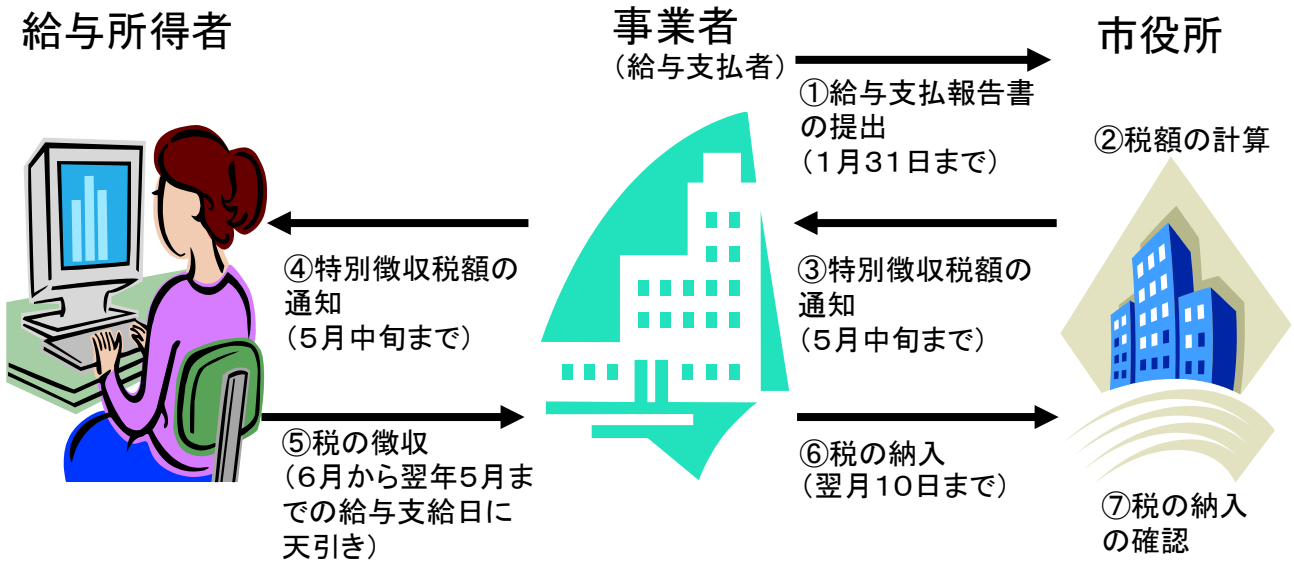 給与所得者
事業者
（給与支払者）
市役所
①給与支払報告書
の提出
（１月３１日まで）
②税額の計算
③特別徴収税額の
通知
（５月中旬まで）
④特別徴収税額の
通知
（５月中旬まで）
⑤税の徴収
（６月から翌年５月ま
での給与支給日に
天引き）
⑥税の納入
（翌月１０日まで）
⑦税の納入
の確認